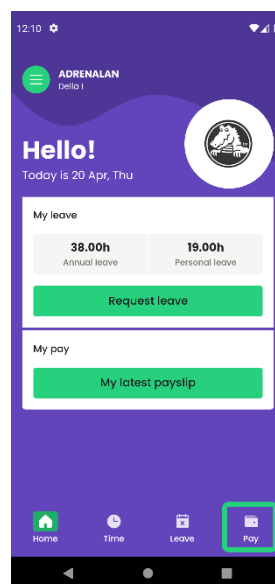 12:10
ADRENALAN
Della I
Hello!
Today is 20 Apr, Thu
My leave
38.00h
Annual leave
19.00h
Personal leave
Request leave
My pay
My latest payslip
Home
Time
Leave
Pay